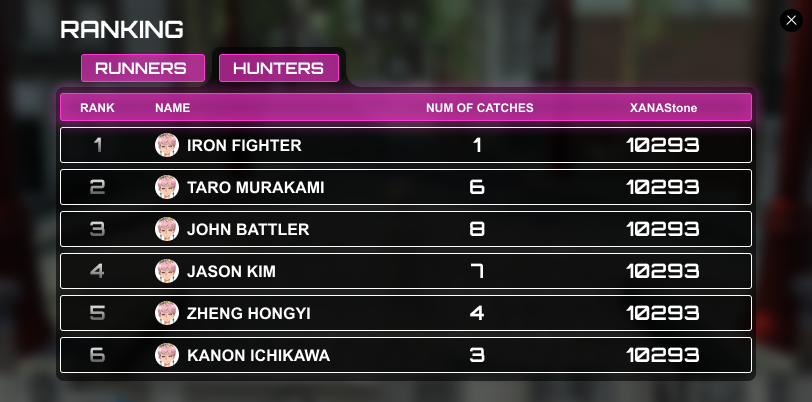 RANKING
RUNNERS HUNTERS
RANK NAME NUM OF CATCHES XANAStone
1 IRON FIGHTER 1 10293
2 TARO MURAKAMI 6 10293
3 JOHN BATTLER 8 10293
4 JASON KIM 7 10293
5 ZHENG HONGYI 4 10293
6 KANON ICHIKAWA 3 10293